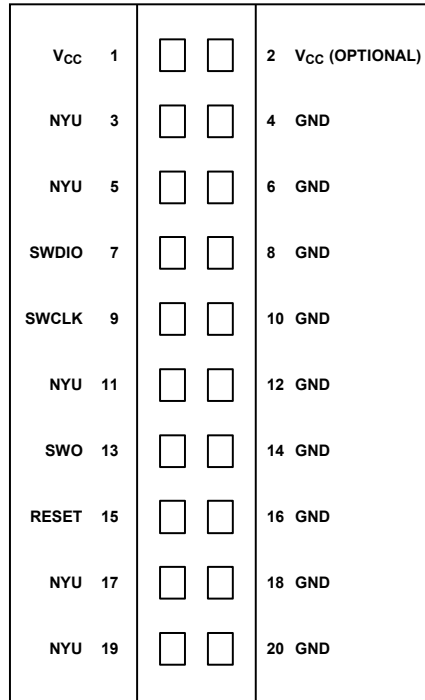 VCC 1 2 VCC (OPTIONAL)
NYU 3 4 GND
NYU 5 6 GND
SWDIO 7 8 GND
SWCLK 9 10 GND
NYU 11 12 GND
SWO 13 14 GND
RESET 15 16 GND
NYU 17 18 GND
NYU 19 20 GND